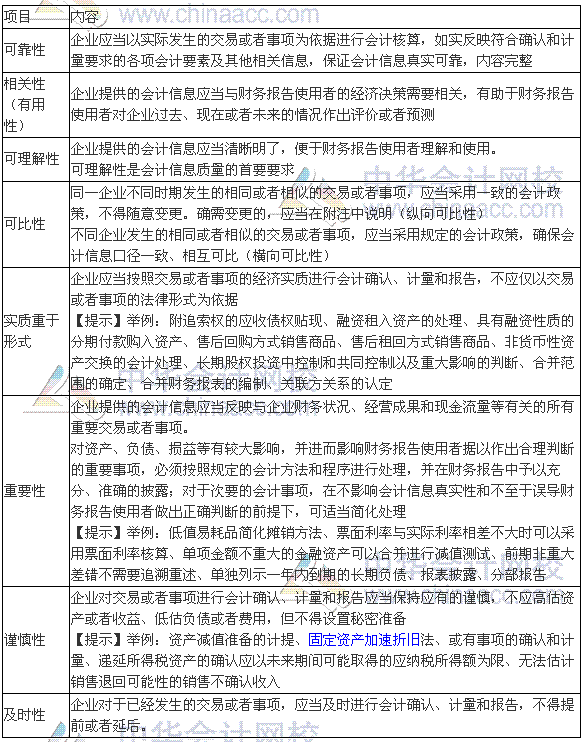 www.chinaacc.com
项目
内容
可靠性
企业应当以实际发生的交易或者事项为依据进行会计核算，如实反映符合确认和计
量要求的各项会计要素及其他相关信息，保证会计信息真实可靠，内容完整
相关性
（有用
性）
企业提供的会计信息应当与财务报告使用者的经济决策需要相关，有助于财务报告
使用者对企业过去、现在或者未来的情况作出评价或者预测
可理解性
企业提供的会计信息应当清晰明了，便于财务报告使用者理解和使用。
可理解性是会计信息质量的首要要求
中华会计网校
www.chinaacc.com
可比性
同一企业不同时期发生的相同或者相似的交易或者事项，应当采用一致的会计政
策，不得随意变更。确需变更的，应当在附注中说明（纵向可比性）
不同企业发生的相同或者相似的交易或者事项，应当采用规定的会计政策，确保会
计信息口径一致、相互可比（横向可比性）
实质重于
形式
企业应当按照交易或者事项的经济实质进行会计确认、计量和报告，不应仅以交易
或者事项的法律形式为依据
【提示】举例：附追索权的应收债权贴现、融资租入资产的处理、具有融资性质的
分期付款购入资产、售后回购方式销售商品、售后租回方式销售商品、非货币性资
产交换的会计处理、长期股权投资中控制和共同控制以及重大影响的判断、合并范
围的确定、合并财务报表的编制、关联方关系的认定
中华会计网校
www.chinaacc.com
重要性
企业提供的会计信息应当反映与企业财务状况、经营成果和现金流量等有关的所有
重要交易或者事项。
对资产、负债、损益等有较大影响，并进而影响财务报告使用者据以作出合理判断
的重要事项，必须按照规定的会计方法和程序进行处理，并在财务报告中予以充
分、准确的披露；对于次要的会计事项，在不影响会计信息真实性和不至于误导财
务报告使用者做出正确判断的前提下，可适当简化处理
【提示】举例：低值易耗品简化摊销方法、票面利率与实际利率相差不大时可以采
用票面利率核算、单项金额不重大的金融资产可以合并进行减值测试、前期非重大
差错不需要追溯重述、单独列示一年内到期的长期负债、报表披露、分部报告
中华会计网校
www.chinaacc.com
谨慎性
企业对交易或者事项进行会计确认、计量和报告应当保持应有的谨慎，不应高估资
产或者收益、低估负债或者费用，但不得设置秘密准备
【提示】举例：资产减值准备的计提、固定资产加速折旧法、或有事项的确认和计
量、递延所得税资产的确认应以未来期间可能取得的应纳税所得额为限、无法估计
销售退回可能性的销售不确认收入
及时性
企业对于已经发生的交易或者事项，应当及时进行会计确认、计量和报告，不得提
前或者延后。
中华会计网校